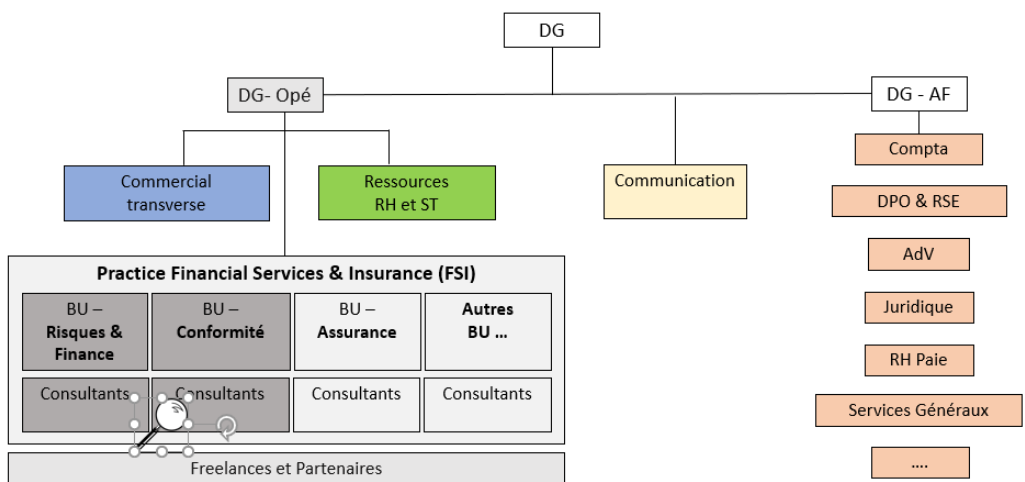 DG
DG- Opé
DG - AF
Compta
Commercial
transverse
Ressources
RH et ST
Communication
DPO & RSE
AdV
Juridique
RH Paie
Services Généraux
....
Practice Financial Services & Insurance (FSI)
BU –
Risques &
Finance
BU –
Conformité
BU –
Assurance
Autres
BU ...
Consultants
Consultants
Consultants
Consultants
Freelances et Partenaires